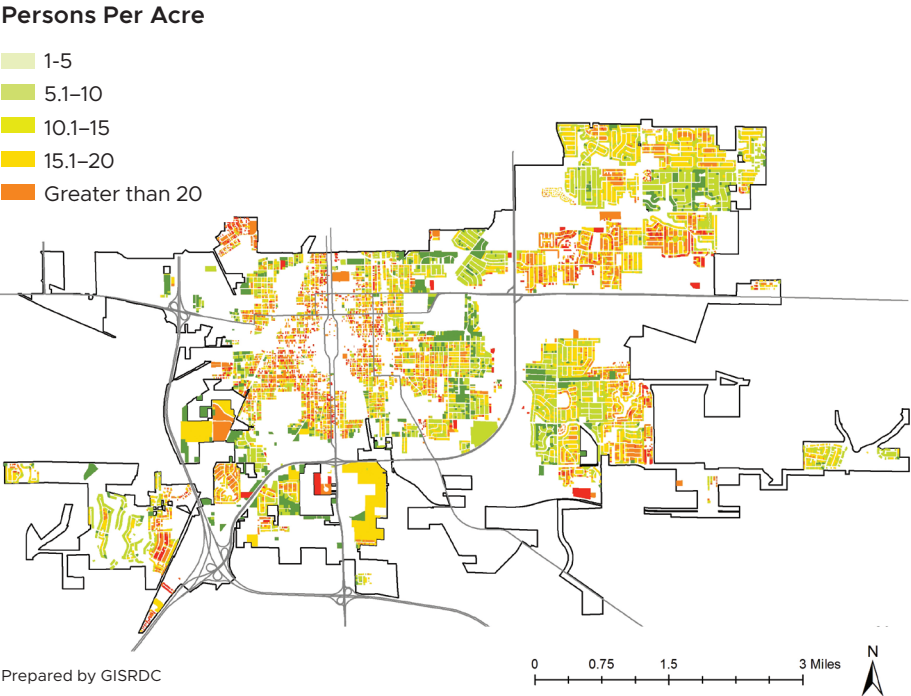 Persons Per Acre
1-5
5.1–10
10.1–15
15.1–20
Greater than 20
Prepared by GISRDC
0 0.75 1.5 3 Miles
N